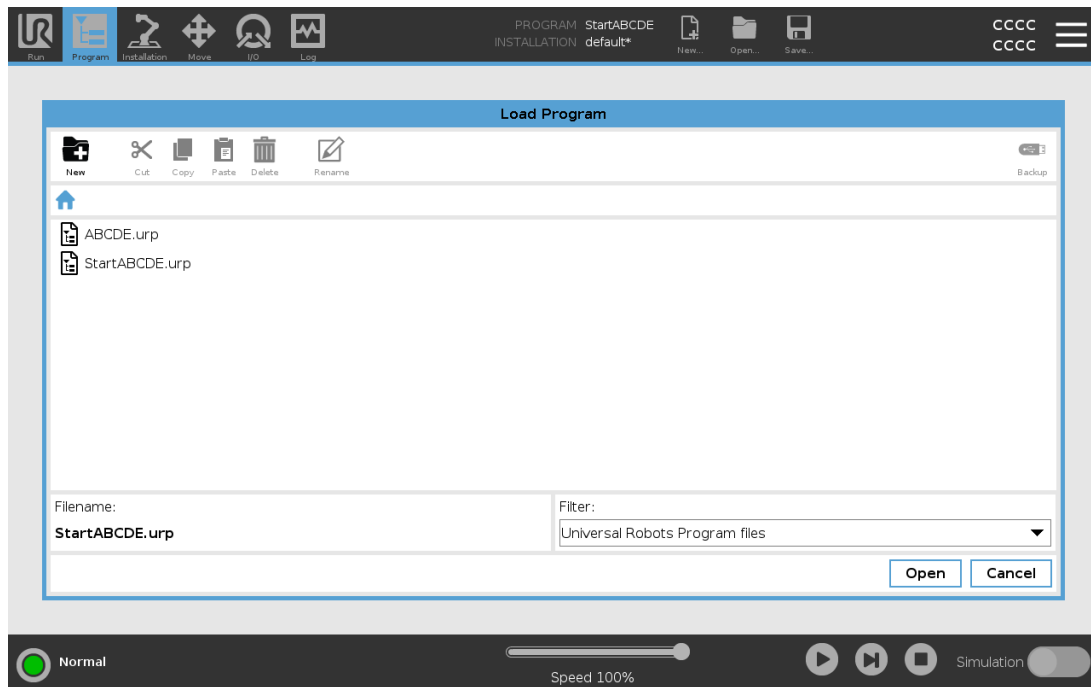 PROGRAM StartABCDE
INSTALLATION default*
CCCC
CCCC
Run Program Installation Move I/O Log New... Open... Save...
Load Program
New Cut Copy Paste Delete Rename Backup
ABCDE.urp
StartABCDE.urp
Filename: Filter:
StartABCDE.urp Universal Robots Program files
Open Cancel
Normal Speed 100% Simulation